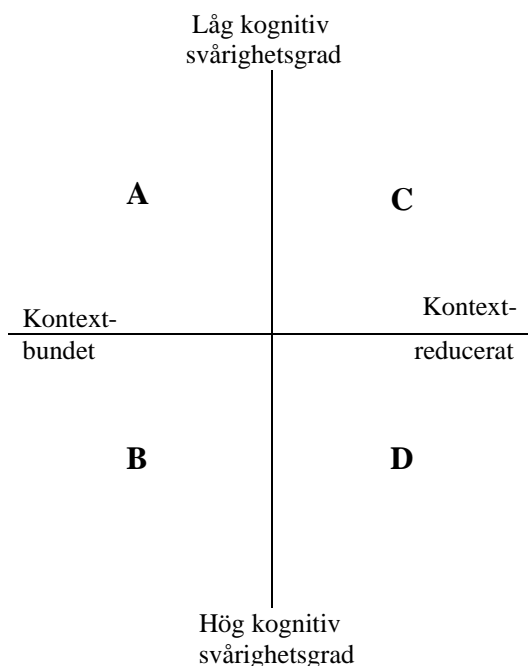 Låg kognitiv
svårighetsgrad
A
C
Kontext-
bundet
Kontext-
reducerat
B
D
Hög kognitiv
svårighetsgrad